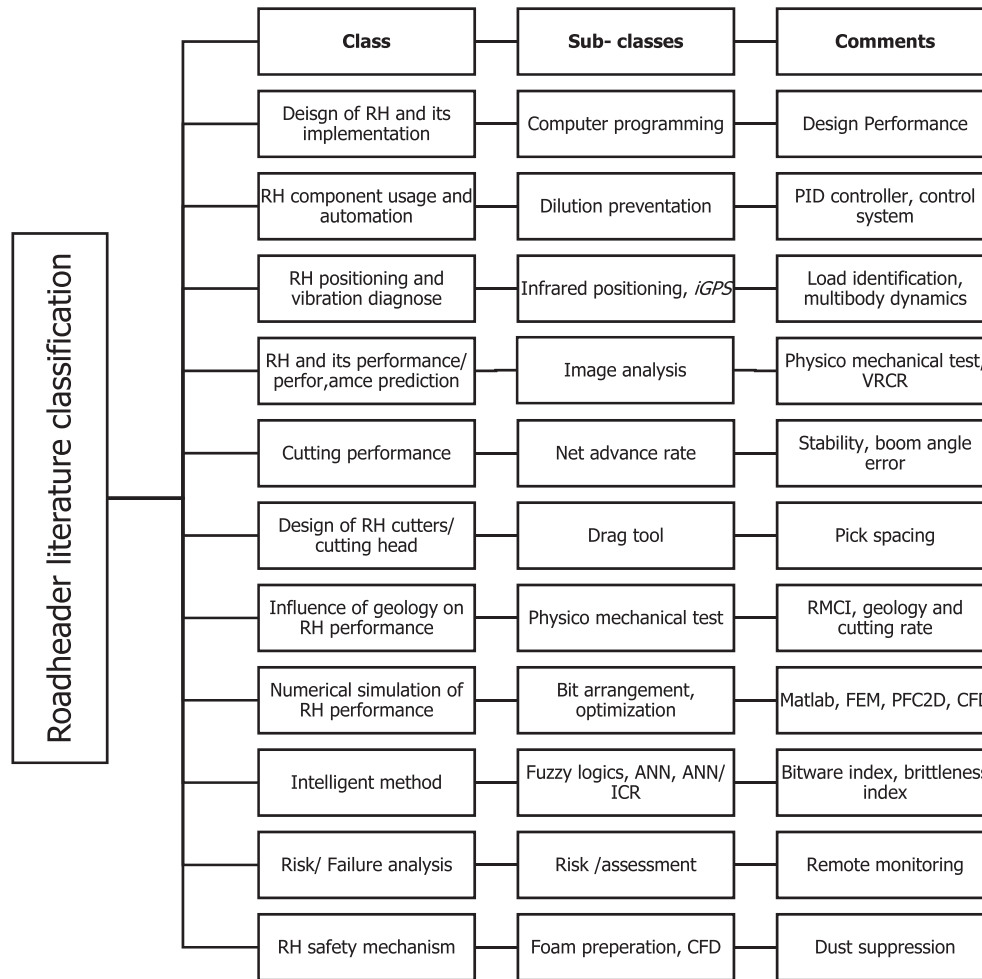 Roadheader literature classification
Class
Sub- classes
Comments
Deisgn of RH and its
implementation
Computer programming
Design Performance
RH component usage and
automation
Dilution preventation
PID controller, control
system
RH positioning and
vibration diagnose
Infrared positioning, iGPS
Load identification,
multibody dynamics
RH and its performance/
perfor,amce prediction
Image analysis
Physico mechanical test,
VRCR
Cutting performance
Net advance rate
Stability, boom angle
error
Design of RH cutters/
cutting head
Drag tool
Pick spacing
Influence of geology on
RH performance
Physico mechanical test
RMCI, geology and
cutting rate
Numerical simulation of
RH performance
Bit arrangement,
optimization
Matlab, FEM, PFC2D, CFD
Intelligent method
Fuzzy logics, ANN, ANN/
ICR
Bitware index, brittleness
index
Risk/ Failure analysis
Risk /assessment
Remote monitoring
RH safety mechanism
Foam preperation, CFD
Dust suppression